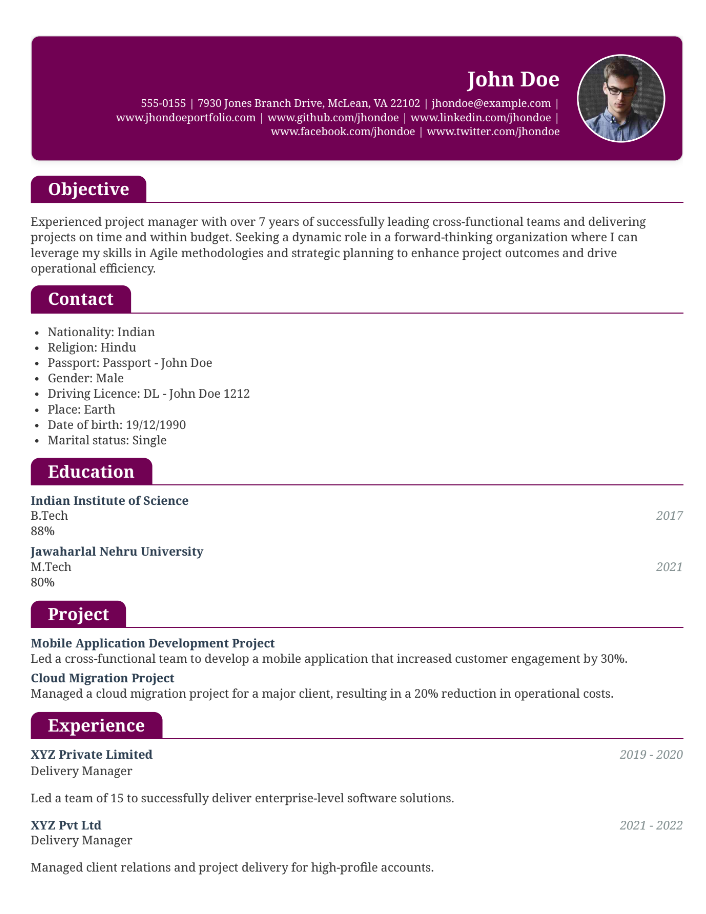 John Doe
555-0155 | 7930 Jones Branch Drive, McLean, VA 22102 | jhondoe@example.com |
www.jhondoeportfolio.com | www.github.com/jhondoe | www.linkedin.com/jhondoe |
www.facebook.com/jhondoe | www.twitter.com/jhondoe
Objective
Experienced project manager with over 7 years of successfully leading cross-functional teams and delivering
projects on time and within budget. Seeking a dynamic role in a forward-thinking organization where I can
leverage my skills in Agile methodologies and strategic planning to enhance project outcomes and drive
operational efficiency.
Contact
• Nationality: Indian
• Religion: Hindu
• Passport: Passport - John Doe
• Gender: Male
• Driving Licence: DL - John Doe 1212
• Place: Earth
• Date of birth: 19/12/1990
• Marital status: Single
Education
Indian Institute of Science
B.Tech 2017
88%
Jawaharlal Nehru University
M.Tech 2021
80%
Project
Mobile Application Development Project
Led a cross-functional team to develop a mobile application that increased customer engagement by 30%.
Cloud Migration Project
Managed a cloud migration project for a major client, resulting in a 20% reduction in operational costs.
Experience
XYZ Private Limited 2019 - 2020
Delivery Manager
Led a team of 15 to successfully deliver enterprise-level software solutions.
XYZ Pvt Ltd 2021 - 2022
Delivery Manager
Managed client relations and project delivery for high-profile accounts.